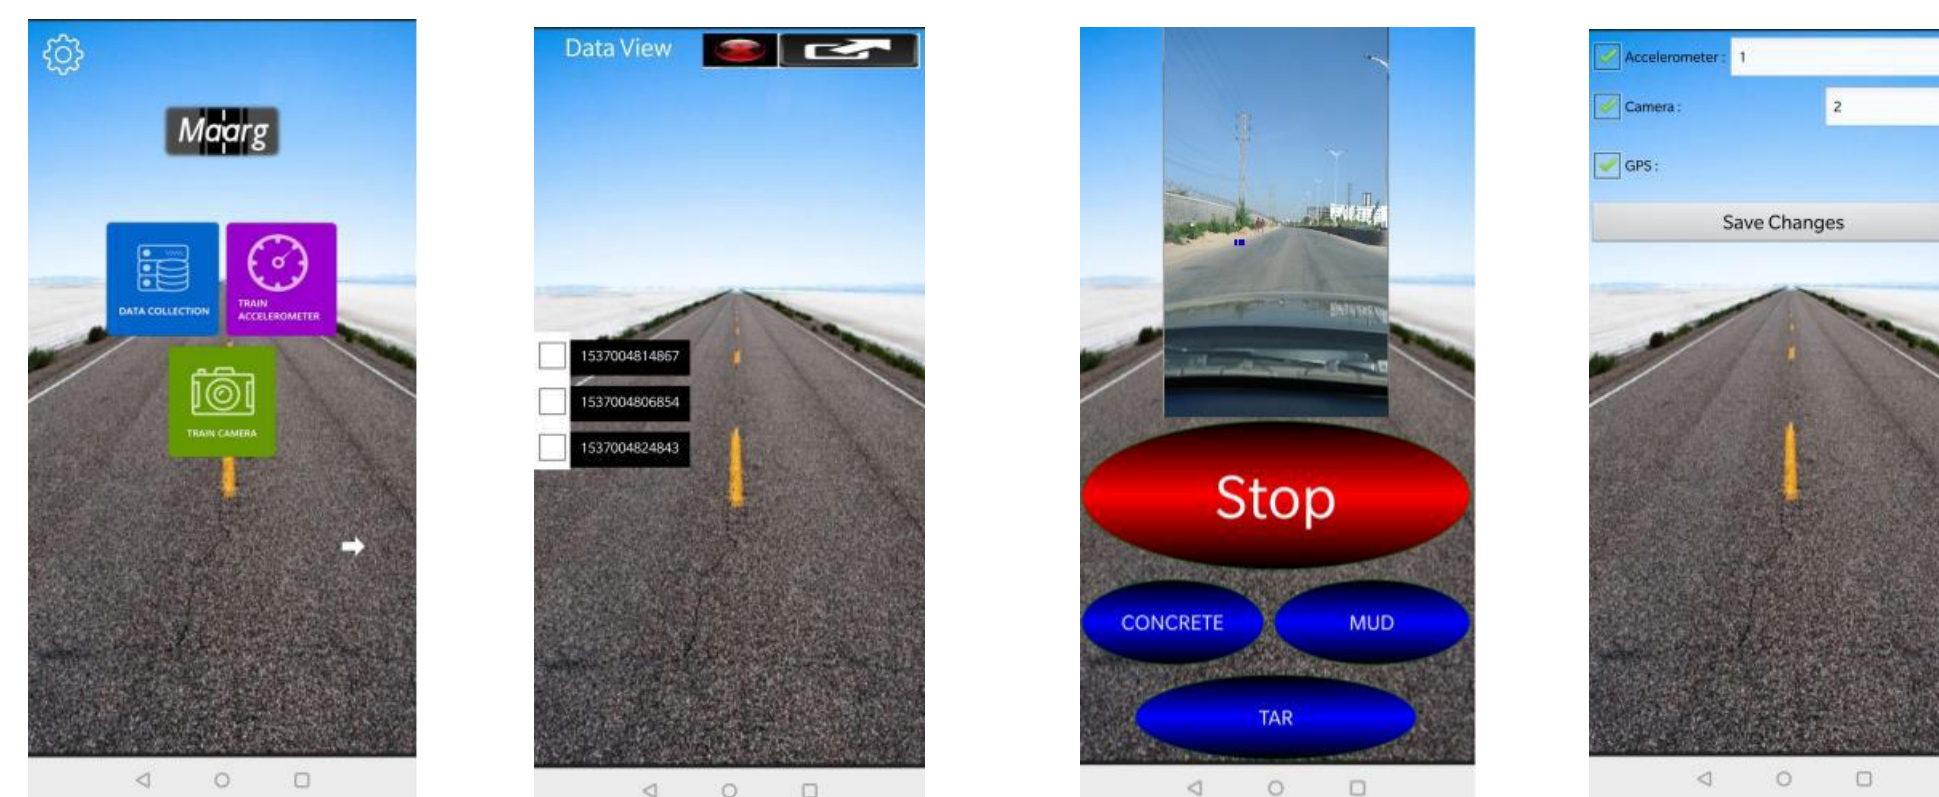 Maarg
DATA COLLECTION
TRAIN
ACCELEROMETER
TRAIN CAMERA
Data View
1537004814867
1537004806854
1537004824843
Stop
CONCRETE
MUD
TAR
Accelerometer : 1
Camera : 2
GPS :
Save Changes